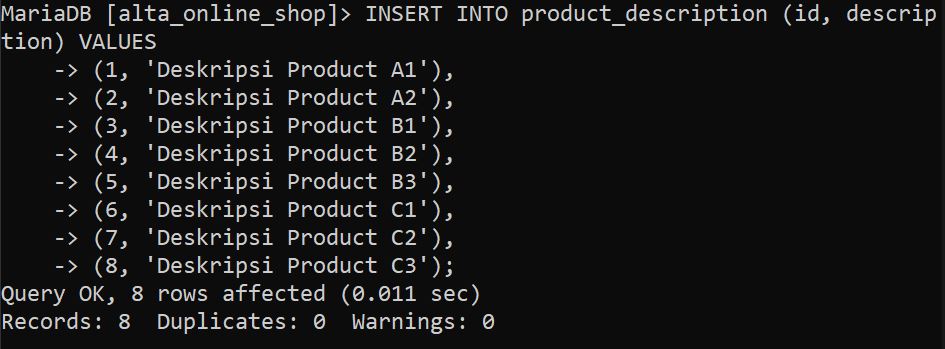 MariaDB [alta_online_shop]> INSERT INTO product_description (id, descrip
tion) VALUES
    -> (1, 'Deskripsi Product A1'),
    -> (2, 'Deskripsi Product A2'),
    -> (3, 'Deskripsi Product B1'),
    -> (4, 'Deskripsi Product B2'),
    -> (5, 'Deskripsi Product B3'),
    -> (6, 'Deskripsi Product C1'),
    -> (7, 'Deskripsi Product C2'),
    -> (8, 'Deskripsi Product C3');
Query OK, 8 rows affected (0.011 sec)
Records: 8  Duplicates: 0  Warnings: 0